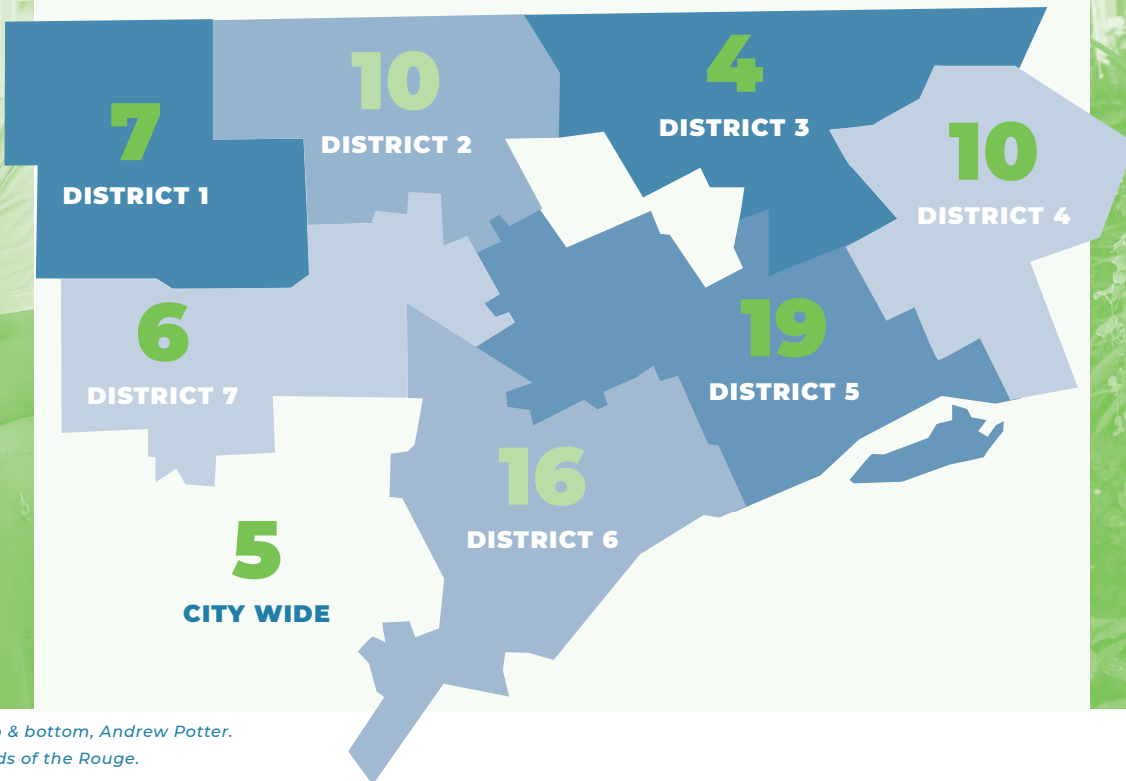 7
DISTRICT 1
10
DISTRICT 2
4
DISTRICT 3
10
DISTRICT 4
6
DISTRICT 7
19
DISTRICT 5
16
DISTRICT 6
5
CITY WIDE
& bottom, Andrew Potter.
of the Rouge.